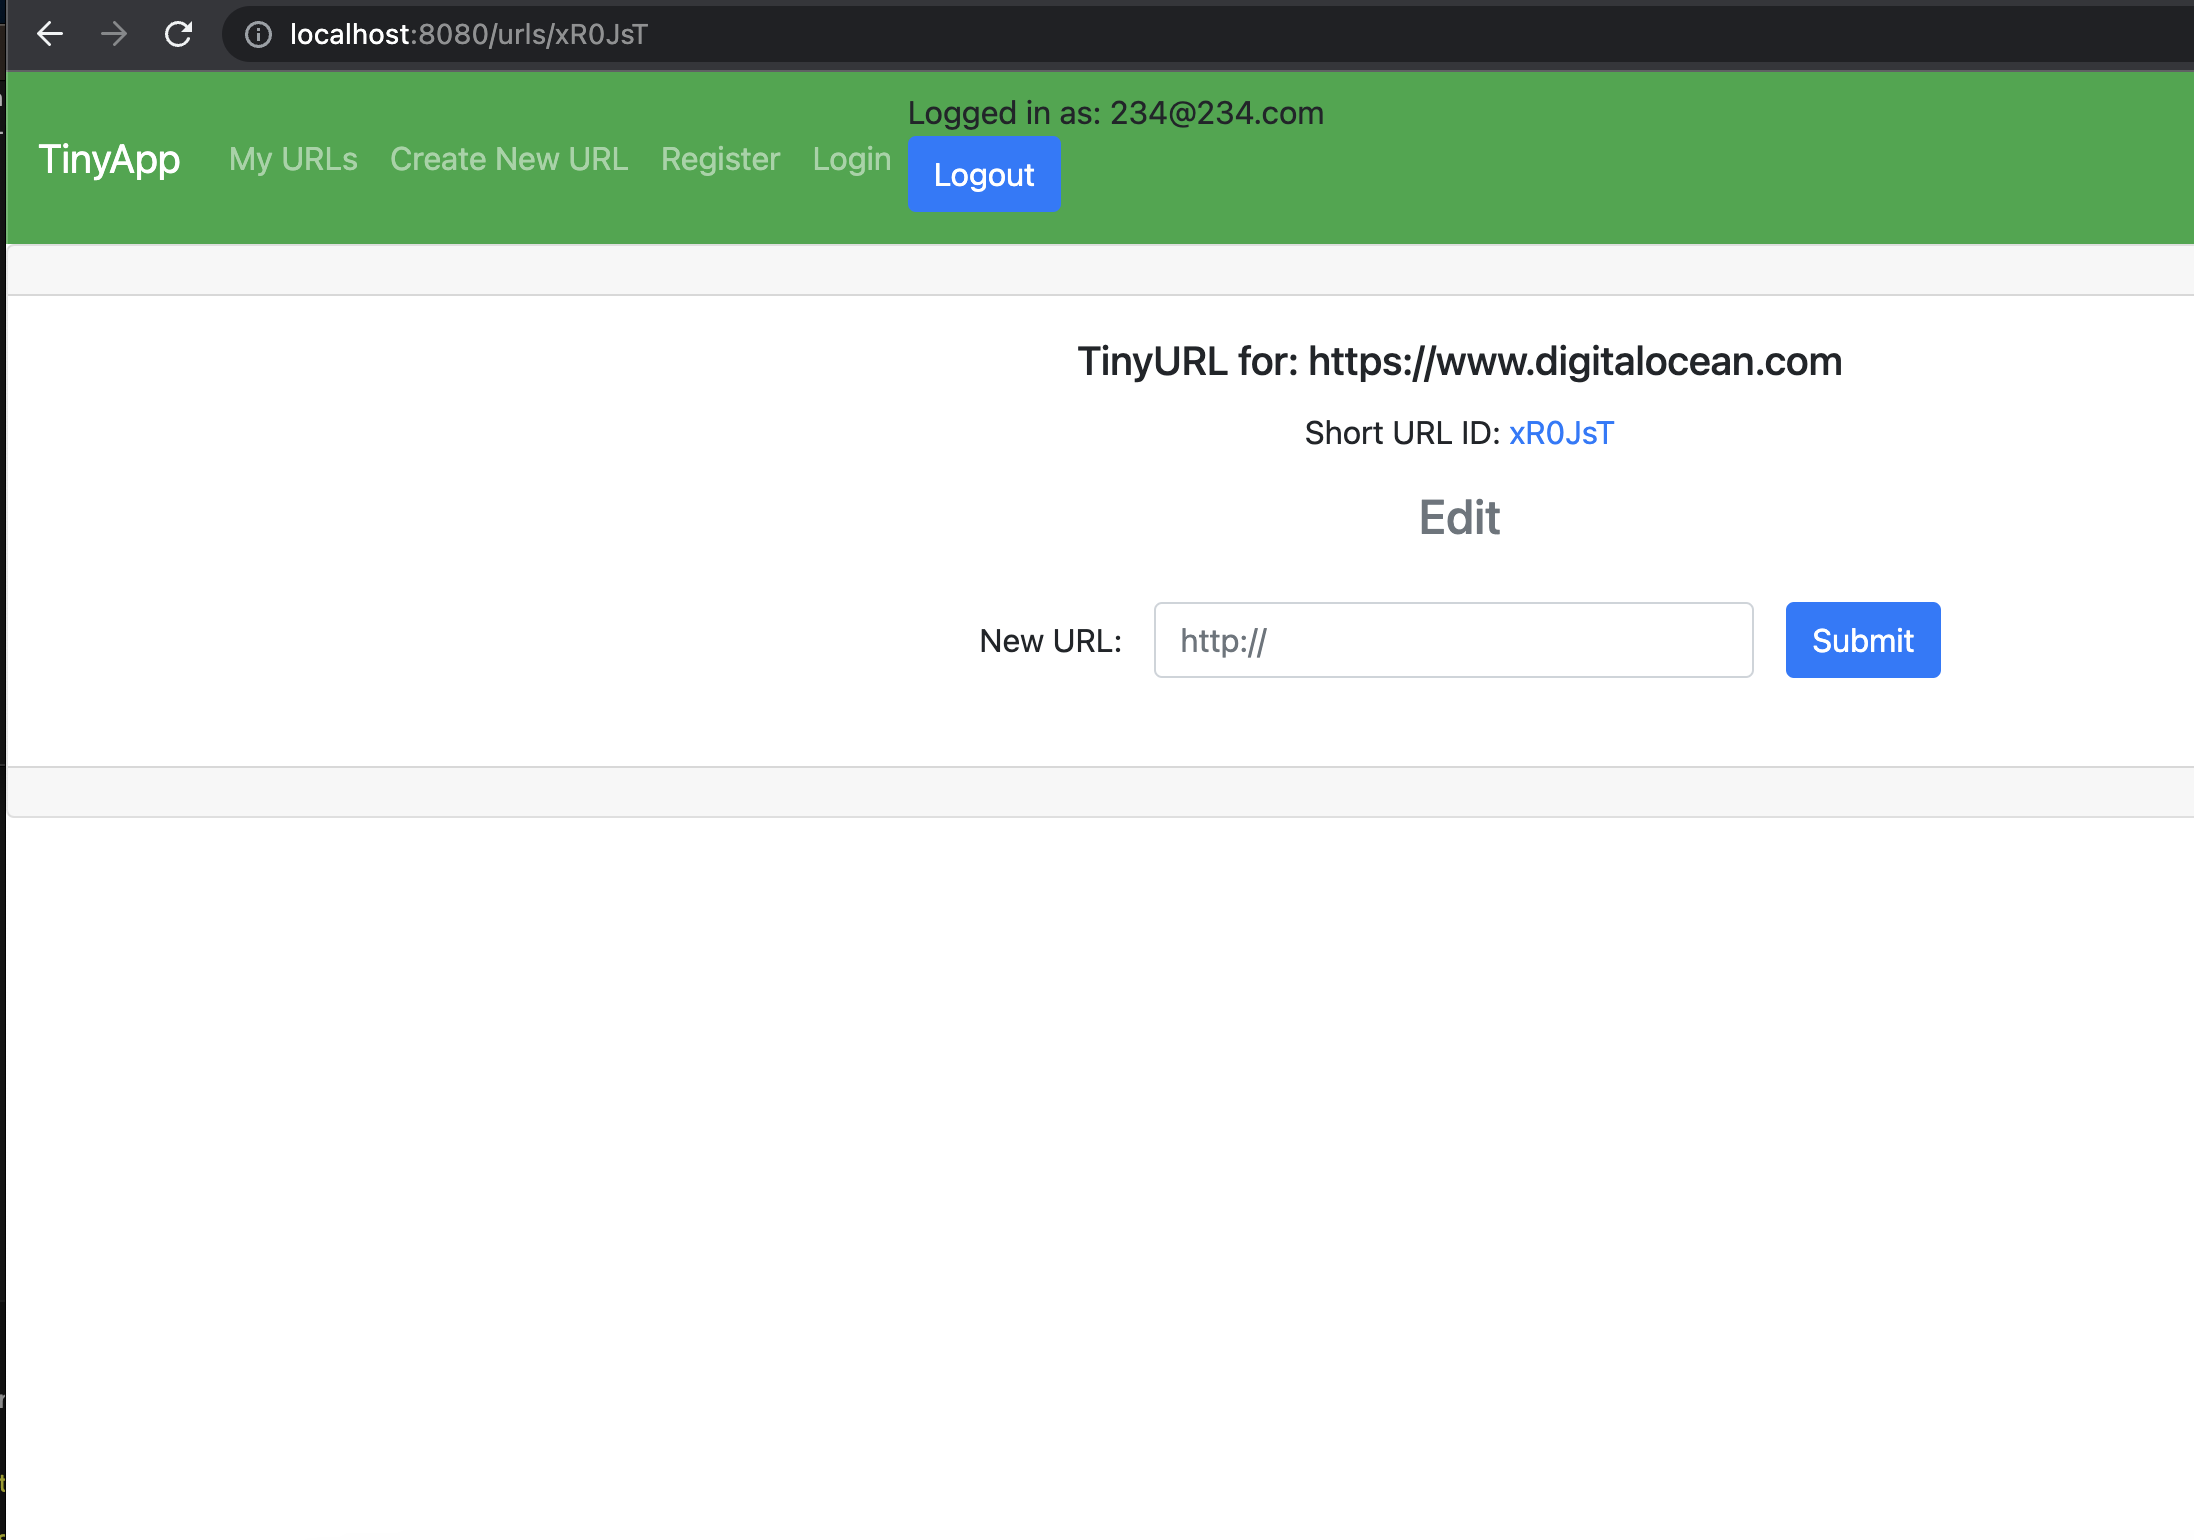 localhost:8080/urls/xR0JsT
Logged in as: 234@234.com
TinyApp My URLs Create New URL Register Login Logout
TinyURL for: https://www.digitalocean.com
Short URL ID: xR0JsT
Edit
New URL: http:// Submit